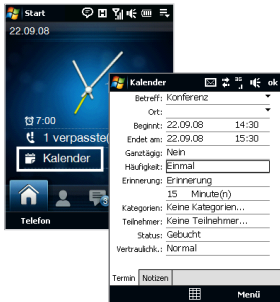 Start
22.09.08
7:00
1 verpasste(
Kalender
Telefon
Kalender
ok
Betreff: Konferenz
Ort:
Beginnt: 22.09.08 14:30
Endet am: 22.09.08 15:30
Ganztägig: Nein
Häufigkeit: Einmal
Erinnerung: Erinnerung
15 Minute(n)
Kategorien: Keine Kategorien...
Teilnehmer: Keine Teilnehmer...
Status: Gebucht
Vertraulichk.: Normal
Termin Notizen
Menü